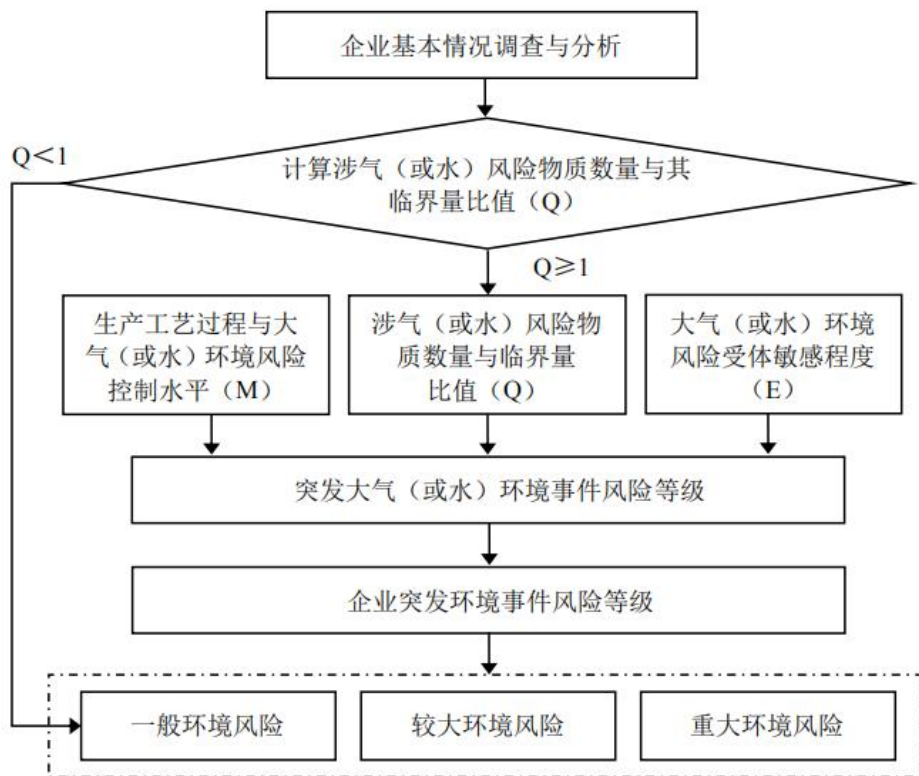 企业基本情况调查与分析
Q＜1
计算涉气（或水）风险物质数量与其
临界量比值（Q）
Q≥1
生产工艺过程与大
气（或水）环境风险
控制水平（M）
涉气（或水）风险物
质数量与临界量
比值（Q）
大气（或水）环境
风险受体敏感程度
（E）
突发大气（或水）环境事件风险等级
企业突发环境事件风险等级
一般环境风险
较大环境风险
重大环境风险